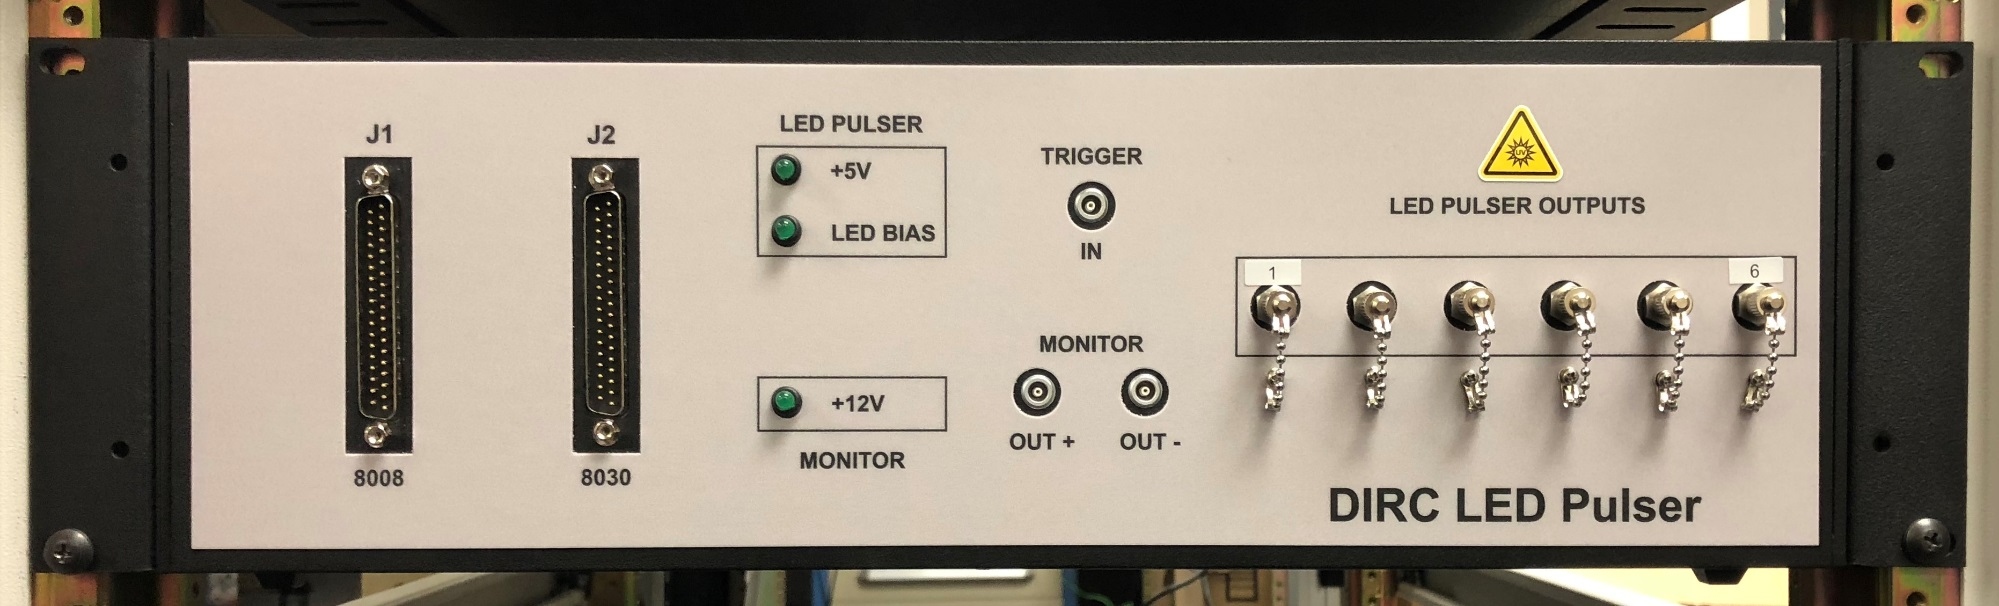 J1
8008
J2
8030
LED PULSER
+5V
LED BIAS
+12V
MONITOR
TRIGGER
IN
MONITOR
OUT +
OUT -
UV
LED PULSER OUTPUTS
1
6
DIRC LED Pulser